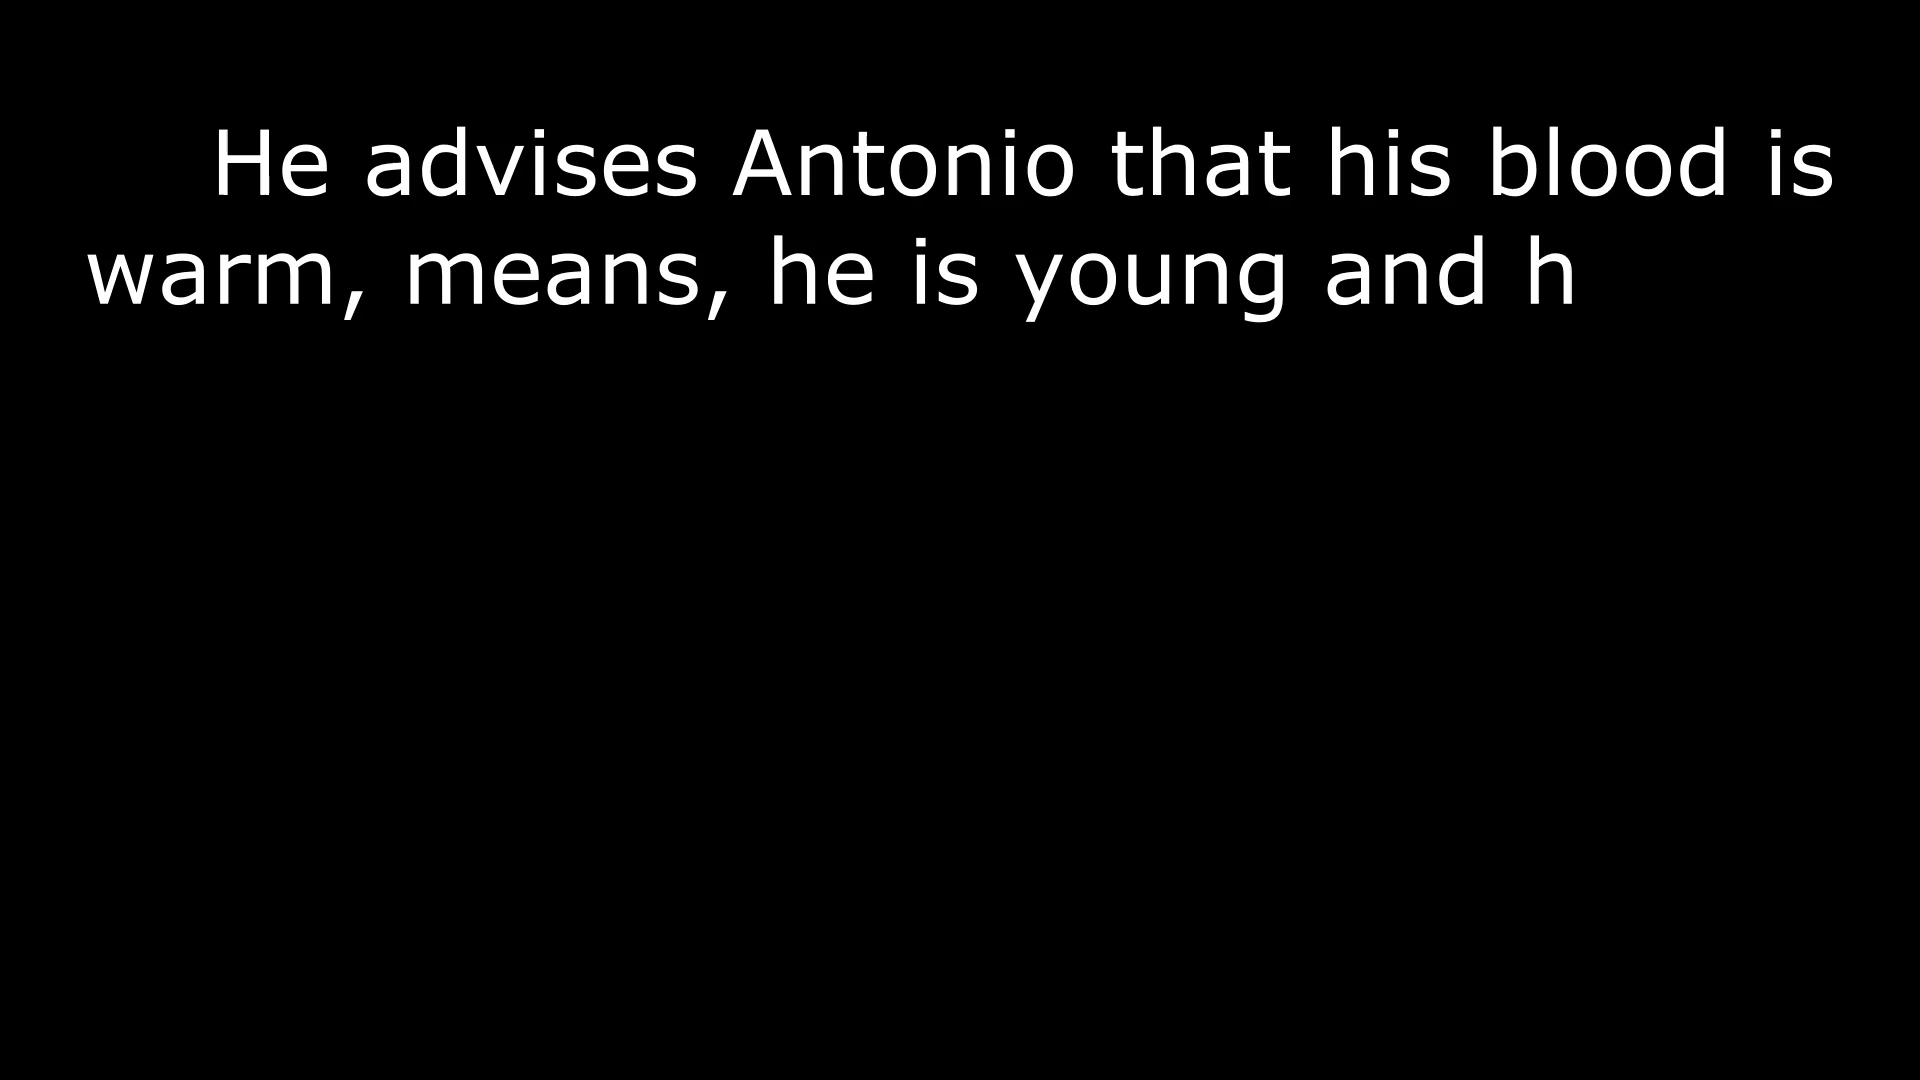 He advises Antonio that his blood is
warm, means, he is young and h